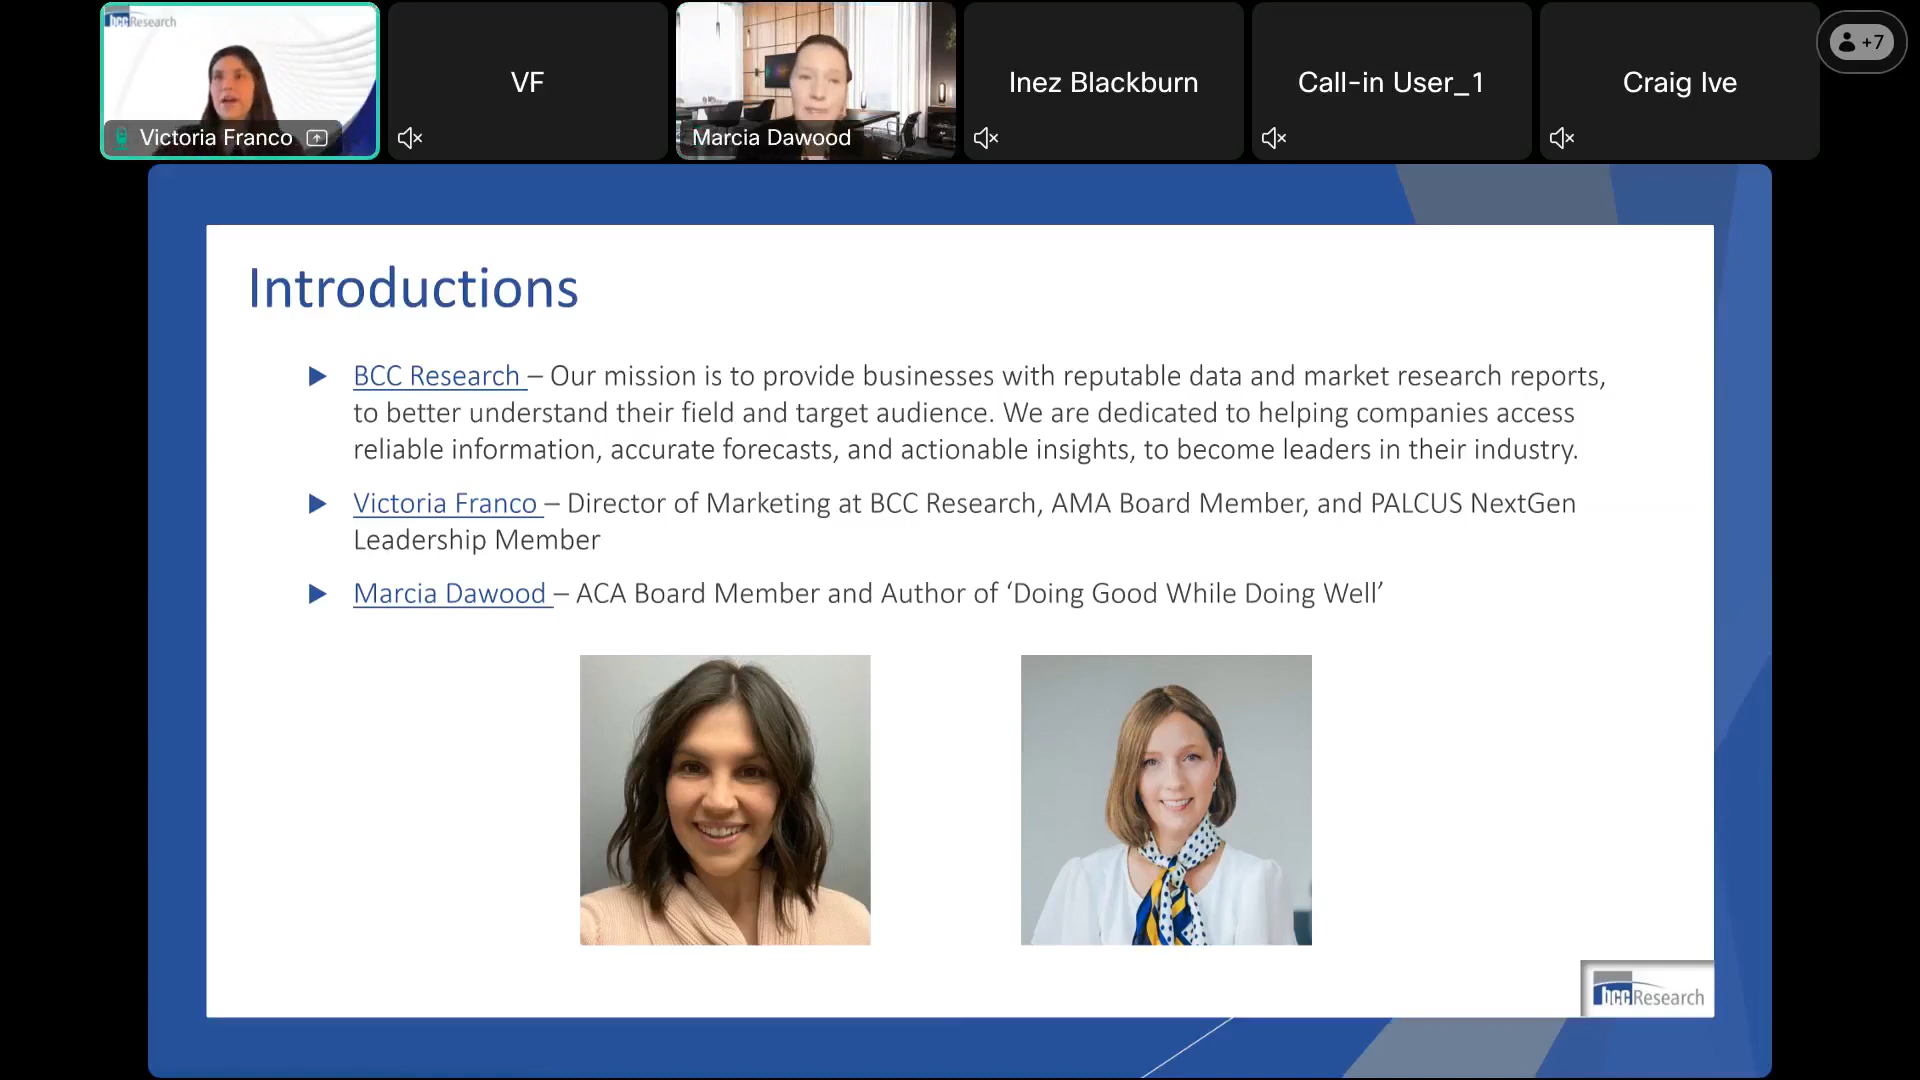 bccResearch
Victoria Franco
VF
Marcia Dawood
Inez Blackburn
Call-in User_1
Craig Ive
+7
Introductions
BCC Research – Our mission is to provide businesses with reputable data and market research reports,
to better understand their field and target audience. We are dedicated to helping companies access
reliable information, accurate forecasts, and actionable insights, to become leaders in their industry.
Victoria Franco – Director of Marketing at BCC Research, AMA Board Member, and PALCUS NextGen
Leadership Member
Marcia Dawood – ACA Board Member and Author of ‘Doing Good While Doing Well’
bccResearch